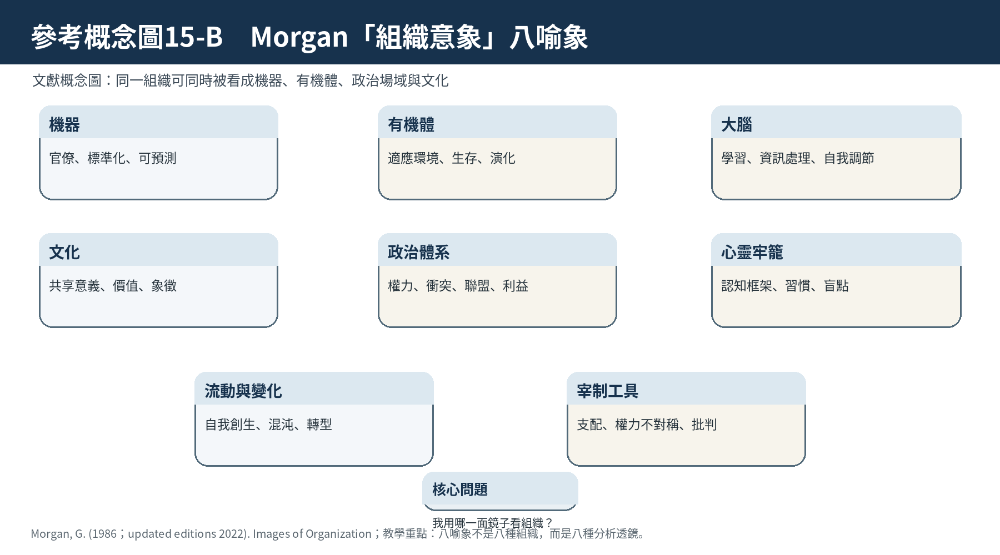 參考概念圖15-B　Morgan「組織意象」八喻象
文獻概念圖：同一組織可同時被看成機器、有機體、政治場域與文化
機器
官僚、標準化、可預測
有機體
適應環境、生存、演化
大腦
學習、資訊處理、自我調節
文化
共享意義、價值、象徵
政治體系
權力、衝突、聯盟、利益
心靈牢籠
認知框架、習慣、盲點
流動與變化
自我創生、混沌、轉型
宰制工具
支配、權力不對稱、批判
核心問題
我用哪一面鏡子看組織？
Morgan, G. (1986；updated editions 2022). Images of Organization；教學重點：八喻象不是八種組織，而是八種分析透鏡。